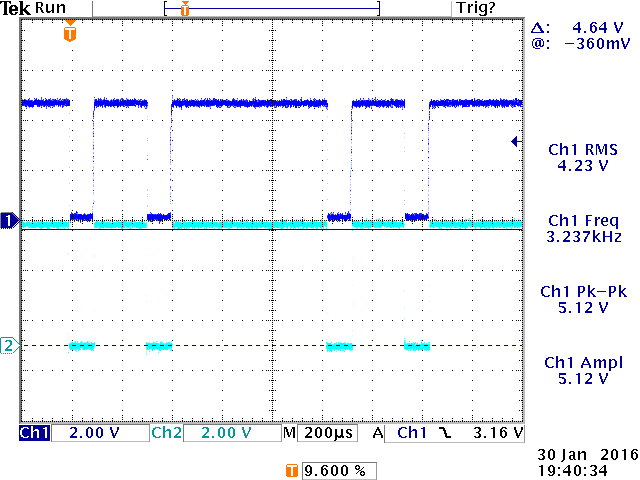 Tek Run Trig?
T
T
Δ: 4.64 V
@: −360mV
Ch1 RMS
4.23 V
1
Ch1 Freq
3.237kHz
Ch1 Pk−Pk
5.12 V
2
Ch1 Ampl
5.12 V
Ch1 2.00 V Ch2 2.00 V M 200µs A Ch1 3.16 V
T 9.600 %
30 Jan 2016
19:40:34